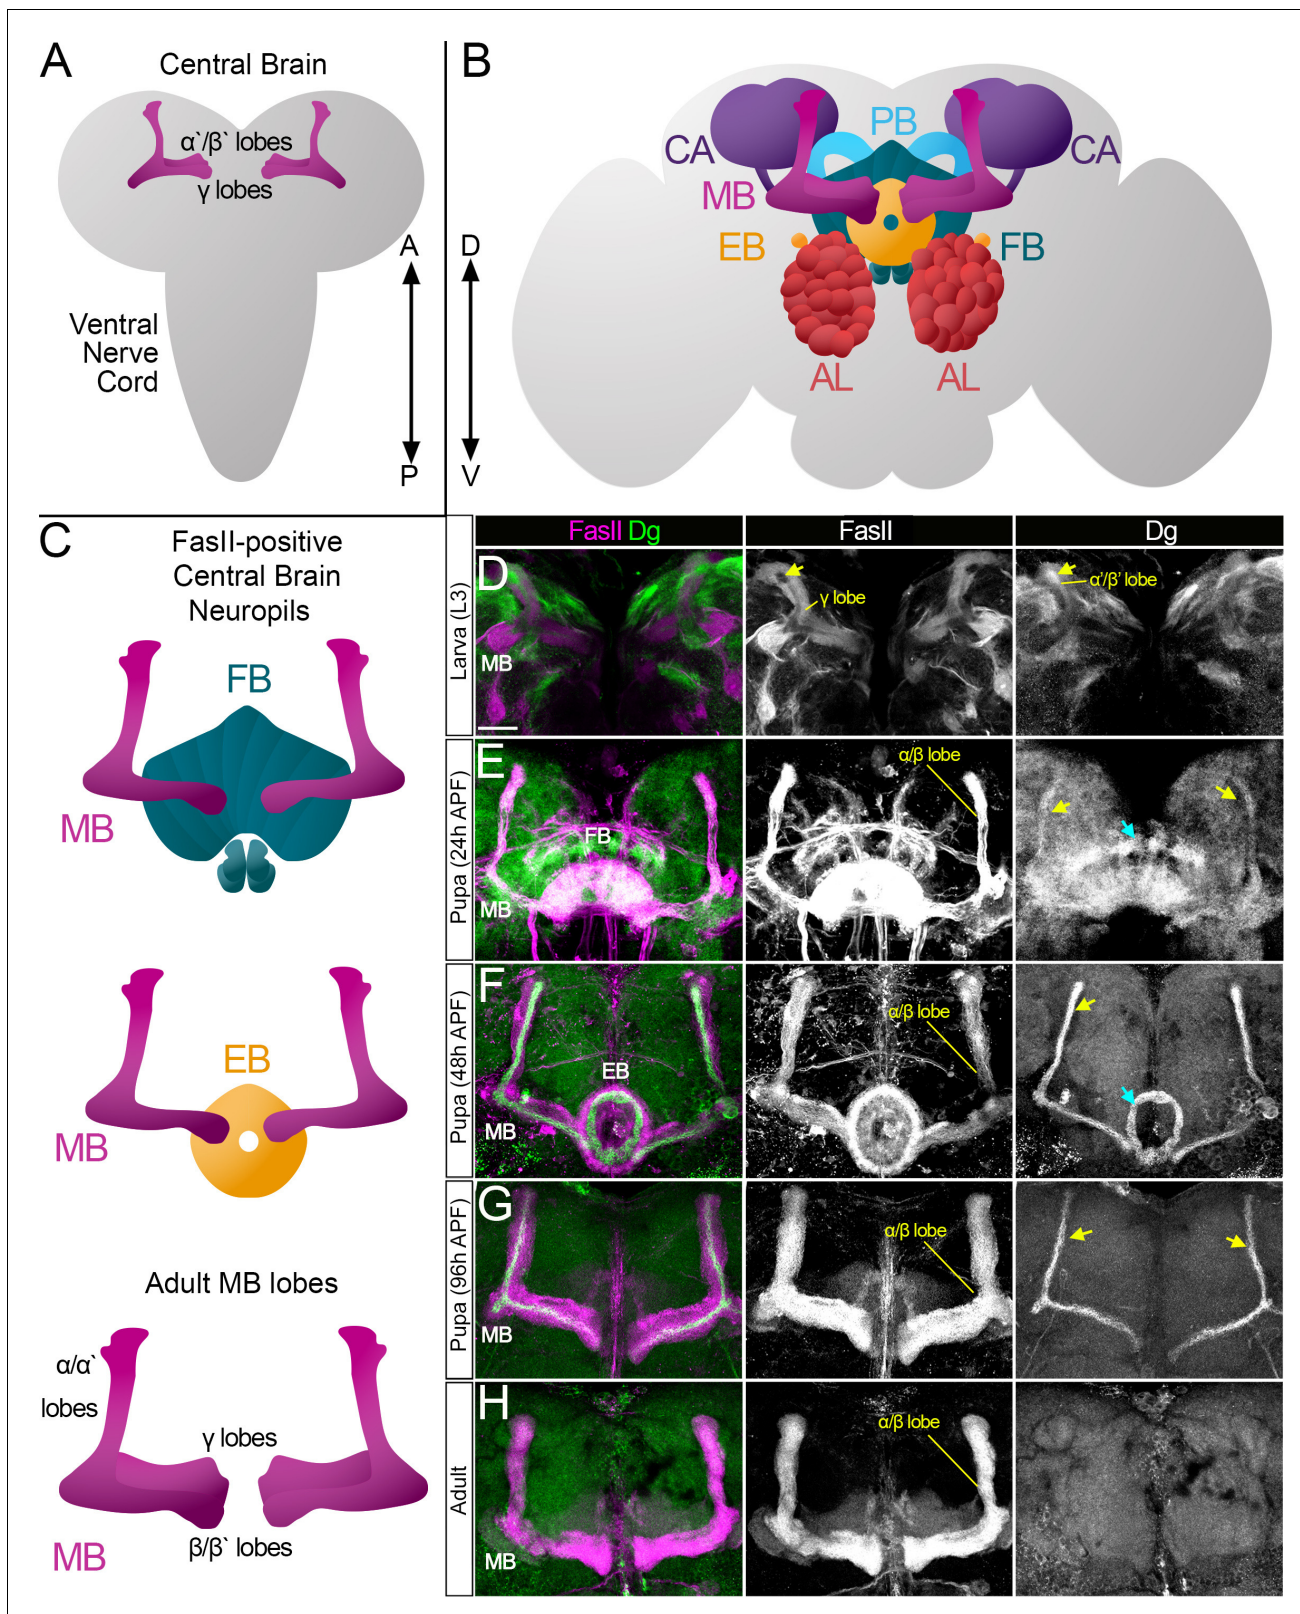 A
Central Brain
α`/β` lobes
γ lobes
Ventral
Nerve
Cord
A
P
B
D
V
PB
CA
CA
MB
EB
FB
AL
AL
C
FasII-positive
Central Brain
Neuropils
FB
MB
EB
MB
Adult MB lobes
α/α`
lobes
γ lobes
β/β` lobes
MB
FasII Dg
FasII
Dg
Larva (L3)
D
MB
γ lobe
α'/β' lobe
Pupa (24h APF)
E
FB
MB
α/β lobe
Pupa (48h APF)
F
EB
MB
α/β lobe
Pupa (96h APF)
G
MB
α/β lobe
Adult
H
MB
α/β lobe